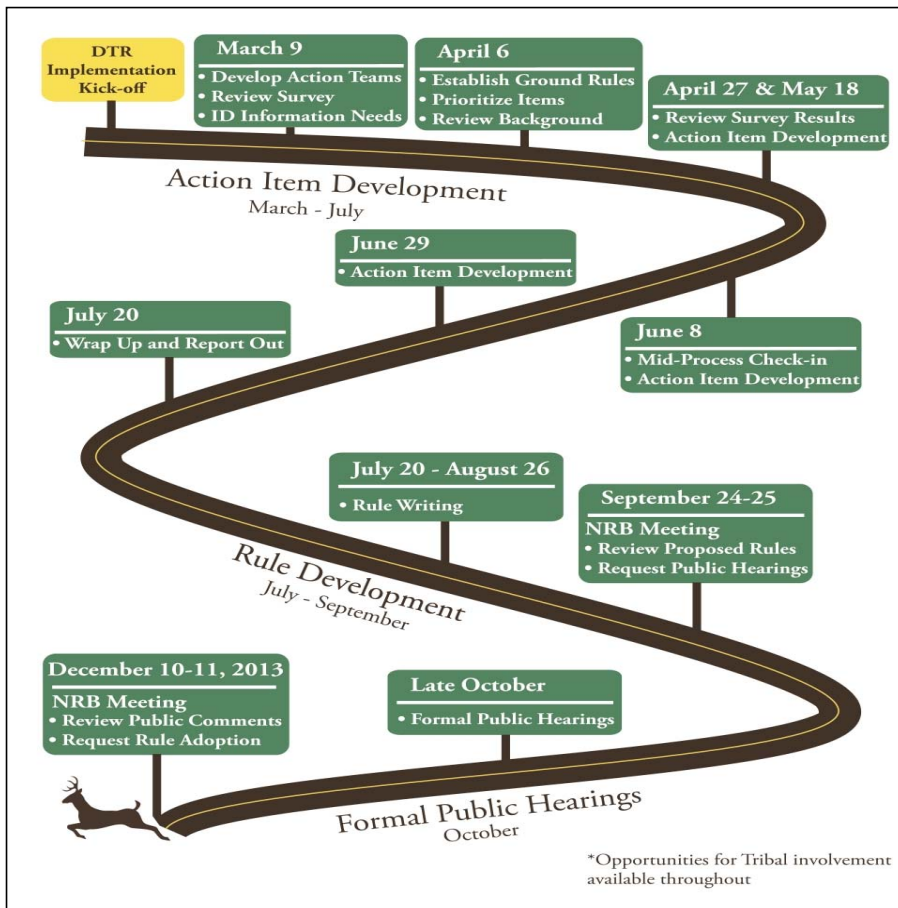 DTR
Implementation
Kick-off
March 9
• Develop Action Teams
• Review Survey
• ID Information Needs
April 6
• Establish Ground Rules
• Prioritize Items
• Review Background
April 27 & May 18
• Review Survey Results
• Action Item Development
Action Item Development
March - July
June 8
• Mid-Process Check-in
• Action Item Development
June 29
• Action Item Development
July 20
• Wrap Up and Report Out
July 20 - August 26
• Rule Writing
September 24-25
NRB Meeting
• Review Proposed Rules
• Request Public Hearings
Rule Development
July - September
Late October
• Formal Public Hearings
December 10-11, 2013
NRB Meeting
• Review Public Comments
• Request Rule Adoption
Formal Public Hearings
October
*Opportunities for Tribal involvement
available throughout